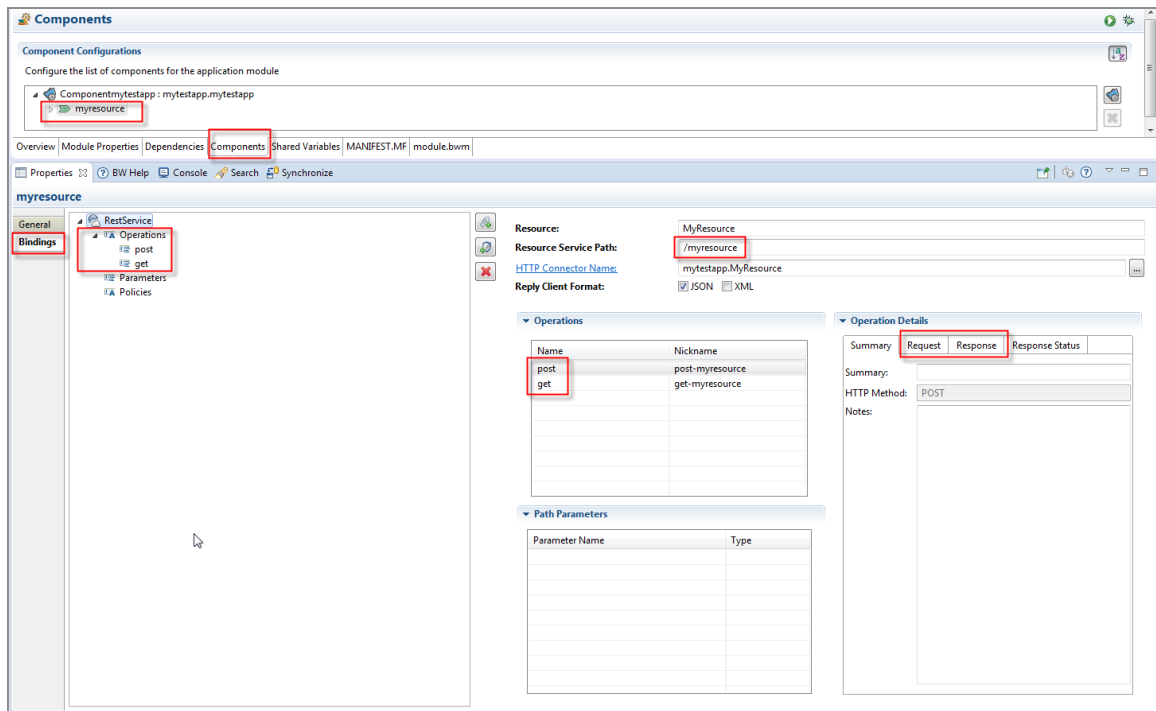 Components
Component Configurations
Configure the list of components for the application module
Componentmytestapp : mytestapp.mytestapp
myresource
Overview Module Properties Dependencies Components Shared Variables MANIFEST.MF module.bwm
Properties BW Help Console Search Synchronize
myresource
General
Bindings
RestService
Operations
post
get
Parameters
Policies
Resource: MyResource
Resource Service Path: /myresource
HTTP Connector Name: mytestapp.MyResource ...
Reply Client Format: JSON XML
Operations
Name Nickname
post post-myresource
get get-myresource
Path Parameters
Parameter Name Type
Operation Details
Summary Request Response Response Status
Summary:
HTTP Method: POST
Notes: